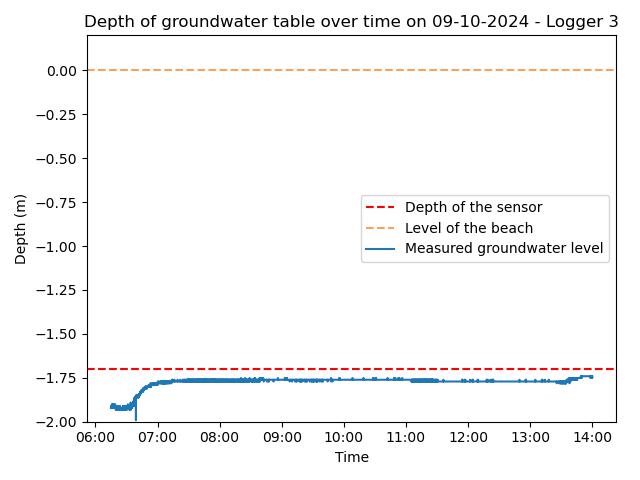 Depth of groundwater table over time on 09-10-2024 - Logger 3
0.00
−0.25
−0.50
−0.75
−1.00
−1.25
−1.50
−1.75
−2.00
Depth (m)
Depth of the sensor
Level of the beach
Measured groundwater level
06:00 07:00 08:00 09:00 10:00 11:00 12:00 13:00 14:00
Time